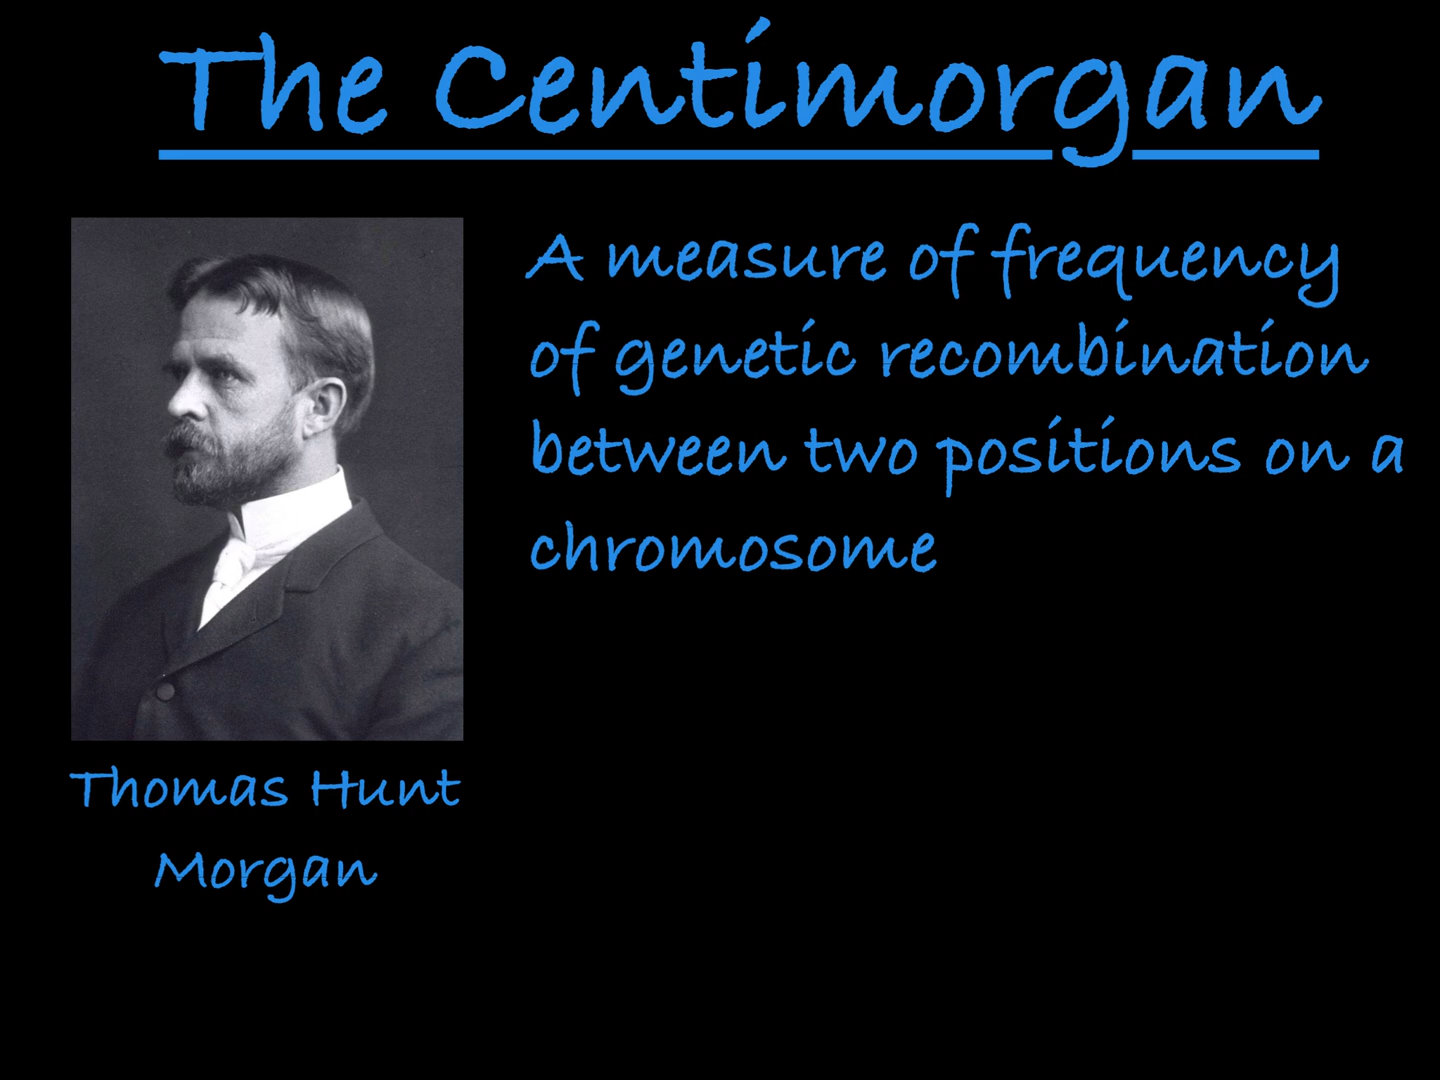 The Centimorgan
A measure of frequency
of genetic recombination
between two positions on a
chromosome
Thomas Hunt
Morgan